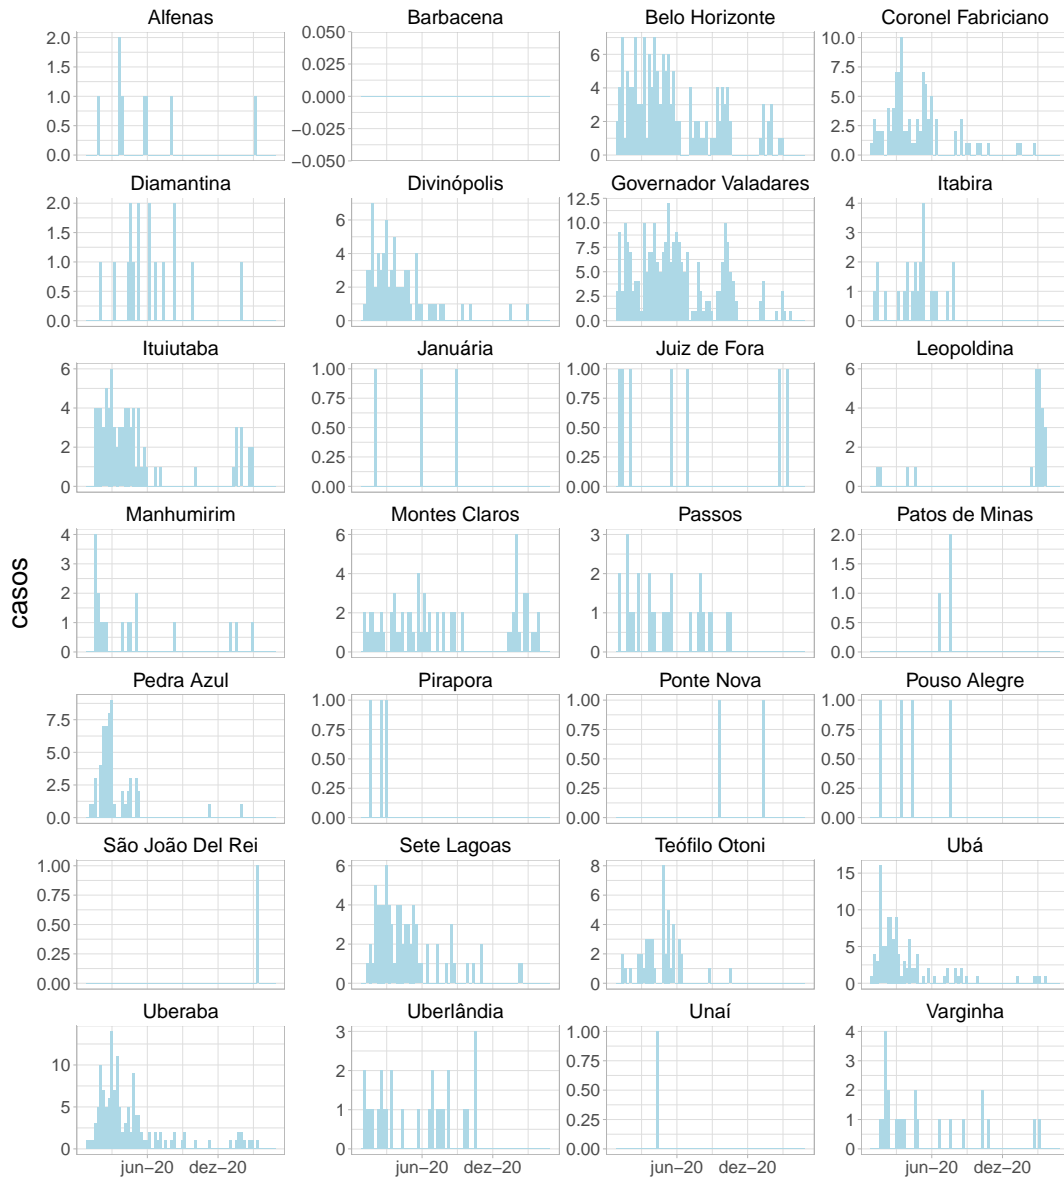 Alfenas Barbacena Belo Horizonte Coronel Fabriciano
2.0 1.5 1.0 0.5 0.0
0.050 0.025 0.000 −0.025 −0.050
6 4 2 0
10.0 7.5 5.0 2.5 0.0
Diamantina Divinópolis Governador Valadares Itabira
2.0 1.5 1.0 0.5 0.0
6 4 2 0
12.5 10.0 7.5 5.0 2.5 0.0
4 3 2 1 0
Ituiutaba Januária Juiz de Fora Leopoldina
6 4 2 0
1.00 0.75 0.50 0.25 0.00
1.00 0.75 0.50 0.25 0.00
6 4 2 0
casos
Manhumirim Montes Claros Passos Patos de Minas
4 3 2 1 0
6 4 2 0
3 2 1 0
2.0 1.5 1.0 0.5 0.0
Pedra Azul Pirapora Ponte Nova Pouso Alegre
7.5 5.0 2.5 0.0
1.00 0.75 0.50 0.25 0.00
1.00 0.75 0.50 0.25 0.00
1.00 0.75 0.50 0.25 0.00
São João Del Rei Sete Lagoas Teófilo Otoni Ubá
1.00 0.75 0.50 0.25 0.00
6 4 2 0
8 6 4 2 0
15 10 5 0
Uberaba Uberlândia Unaí Varginha
10 5 0
3 2 1 0
1.00 0.75 0.50 0.25 0.00
4 3 2 1 0
jun−20 dez−20 jun−20 dez−20 jun−20 dez−20 jun−20 dez−20